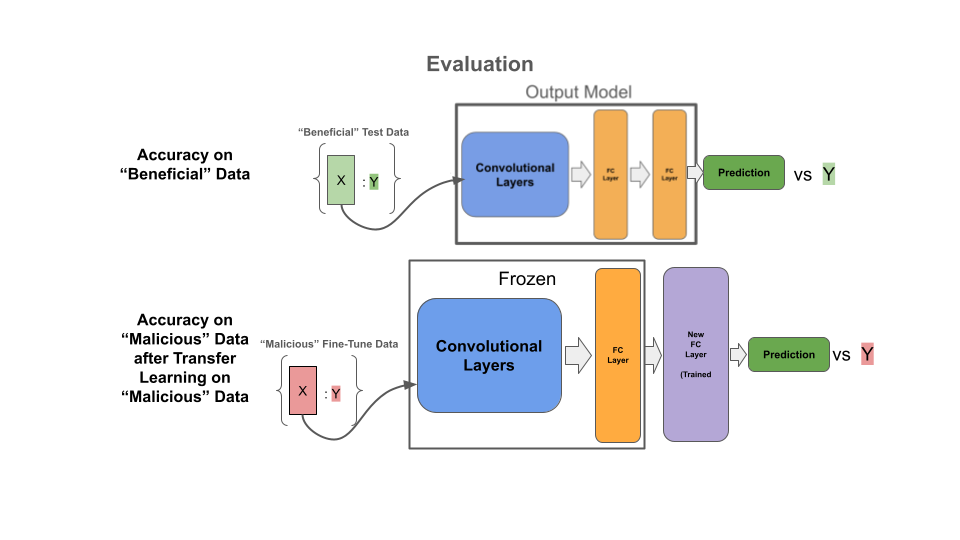 Evaluation
Output Model
Accuracy on
“Beneficial” Data
“Beneficial” Test Data
X
: Y
Convolutional
Layers
FC
Layer
FC
Layer
Prediction
vs Y
Accuracy on
“Malicious” Data
after Transfer
Learning on
“Malicious” Data
“Malicious” Fine-Tune Data
X
: Y
Frozen
Convolutional
Layers
FC
Layer
New
FC
Layer
(Trained
Prediction
vs Y